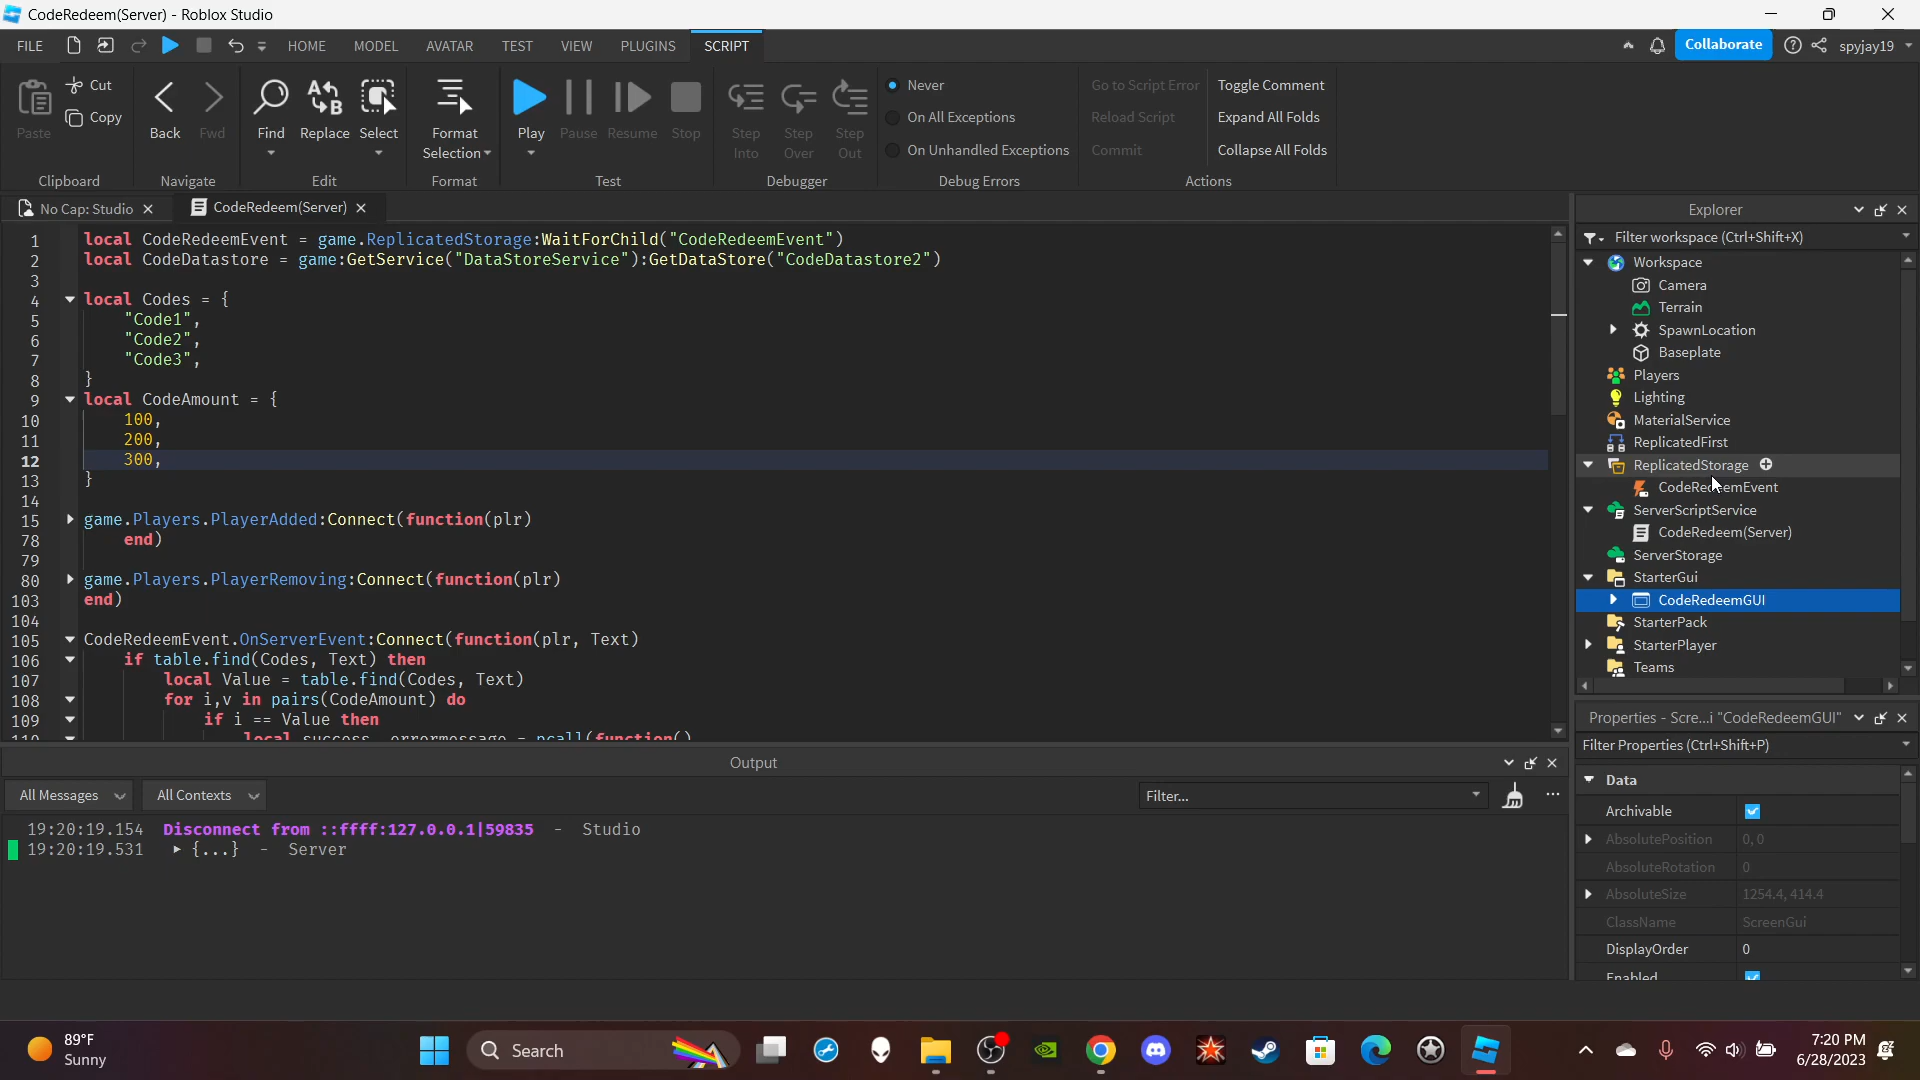 CodeRedeem(Server) - Roblox Studio
FILE
HOME
MODEL
AVATAR
TEST
VIEW
PLUGINS
SCRIPT
Collaborate
spyjay19
Paste
Cut
Copy
Clipboard
Back
Fwd
Navigate
Find
Replace
Select
Edit
Format
Selection
Format
Play
Pause
Resume
Stop
Test
Step
Into
Step
Over
Step
Out
Debugger
Never
On All Exceptions
On Unhandled Exceptions
Debug Errors
Go to Script Error
Reload Script
Commit
Toggle Comment
Expand All Folds
Collapse All Folds
Actions
No Cap: Studio
CodeRedeem(Server)
1 local CodeRedeemEvent = game.ReplicatedStorage:WaitForChild("CodeRedeemEvent")
2 local CodeDatastore = game:GetService("DataStoreService"):GetDataStore("CodeDatastore2")
3
4 local Codes = {
5 "Code1",
6 "Code2",
7 "Code3",
8 }
9 local CodeAmount = {
10 100,
11 200,
12 300,
13 }
14
15 game.Players.PlayerAdded:Connect(function(plr)
78 end)
79
80 game.Players.PlayerRemoving:Connect(function(plr)
103 end)
104
105 CodeRedeemEvent.OnServerEvent:Connect(function(plr, Text)
106 if table.find(Codes, Text) then
107 local Value = table.find(Codes, Text)
108 for i,v in pairs(CodeAmount) do
109 if i == Value then
110 local success, errormessage = pcall(function()
Explorer
Filter workspace (Ctrl+Shift+X)
Workspace
Camera
Terrain
SpawnLocation
Baseplate
Players
Lighting
MaterialService
ReplicatedFirst
ReplicatedStorage
CodeRedeemEvent
ServerScriptService
CodeRedeem(Server)
ServerStorage
StarterGui
CodeRedeemGUI
StarterPack
StarterPlayer
Teams
Properties - Scre...i "CodeRedeemGUI"
Filter Properties (Ctrl+Shift+P)
Data
Archivable
AbsolutePosition 0, 0
AbsoluteRotation 0
AbsoluteSize 1254.4, 414.4
ClassName ScreenGui
DisplayOrder 0
Enabled
Output
All Messages
All Contexts
Filter...
19:20:19.154 Disconnect from ::ffff:127.0.0.1|59835 - Studio
19:20:19.531 ▶ {...} - Server
89°F
Sunny
Search
7:20 PM
6/28/2023